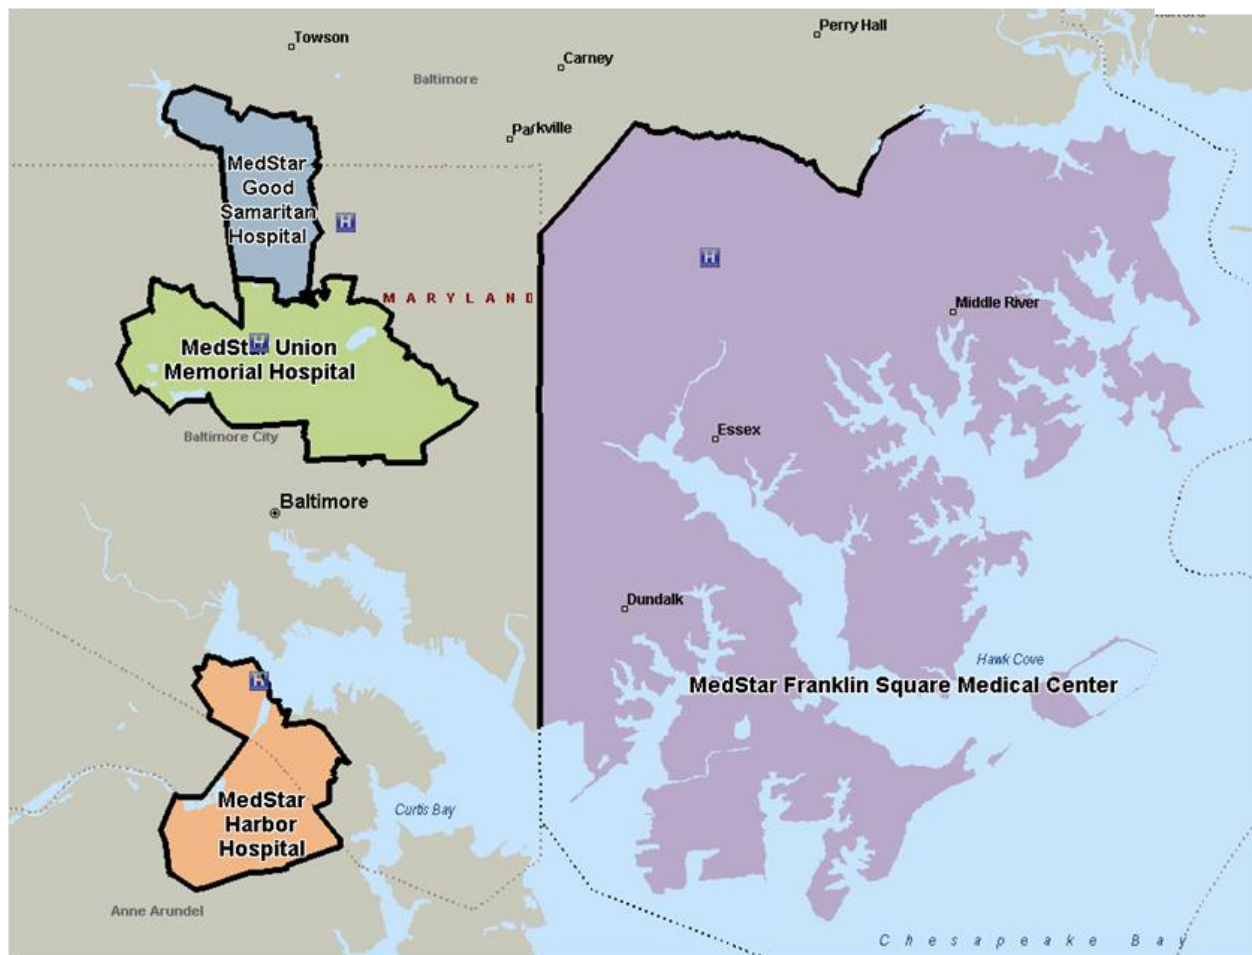 Towson
Perry Hall
Carney
Baltimore
Parkville
MedStar
Good
Samaritan
Hospital
H
H
MARYLAND
Middle River
H
MedStar Union
Memorial Hospital
Essex
Baltimore City
Baltimore
Dundalk
Hawk Cove
H
MedStar Franklin Square Medical Center
MedStar
Harbor
Hospital
Curtis Bay
Anne Arundel
Chesapeake Bay